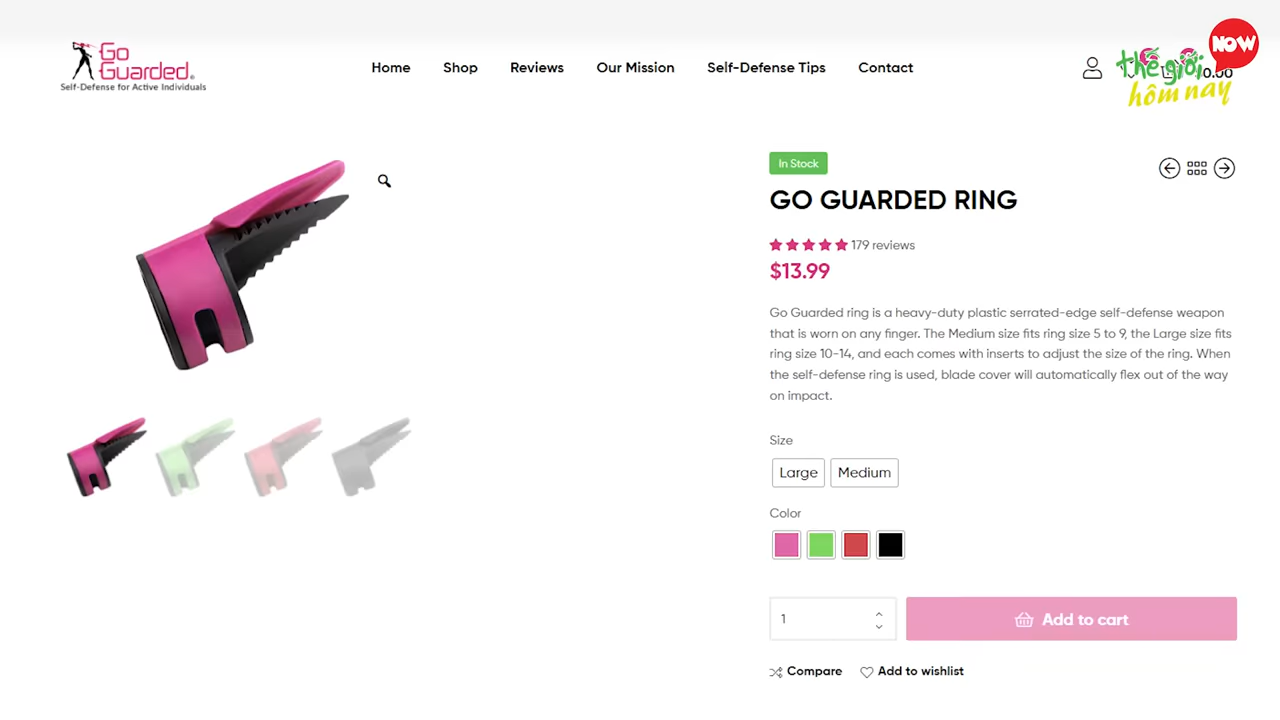 Go
Guarded®
Self-Defense for Active Individuals
Home
Shop
Reviews
Our Mission
Self-Defense Tips
Contact
NOW
thế giới
hôm nay
In Stock
GO GUARDED RING
179 reviews
$13.99
Go Guarded ring is a heavy-duty plastic serrated-edge self-defense weapon
that is worn on any finger. The Medium size fits ring size 5 to 9, the Large size fits
ring size 10-14, and each comes with inserts to adjust the size of the ring. When
the self-defense ring is used, blade cover will automatically flex out of the way
on impact.
Size
Large
Medium
Color
1
Add to cart
Compare
Add to wishlist